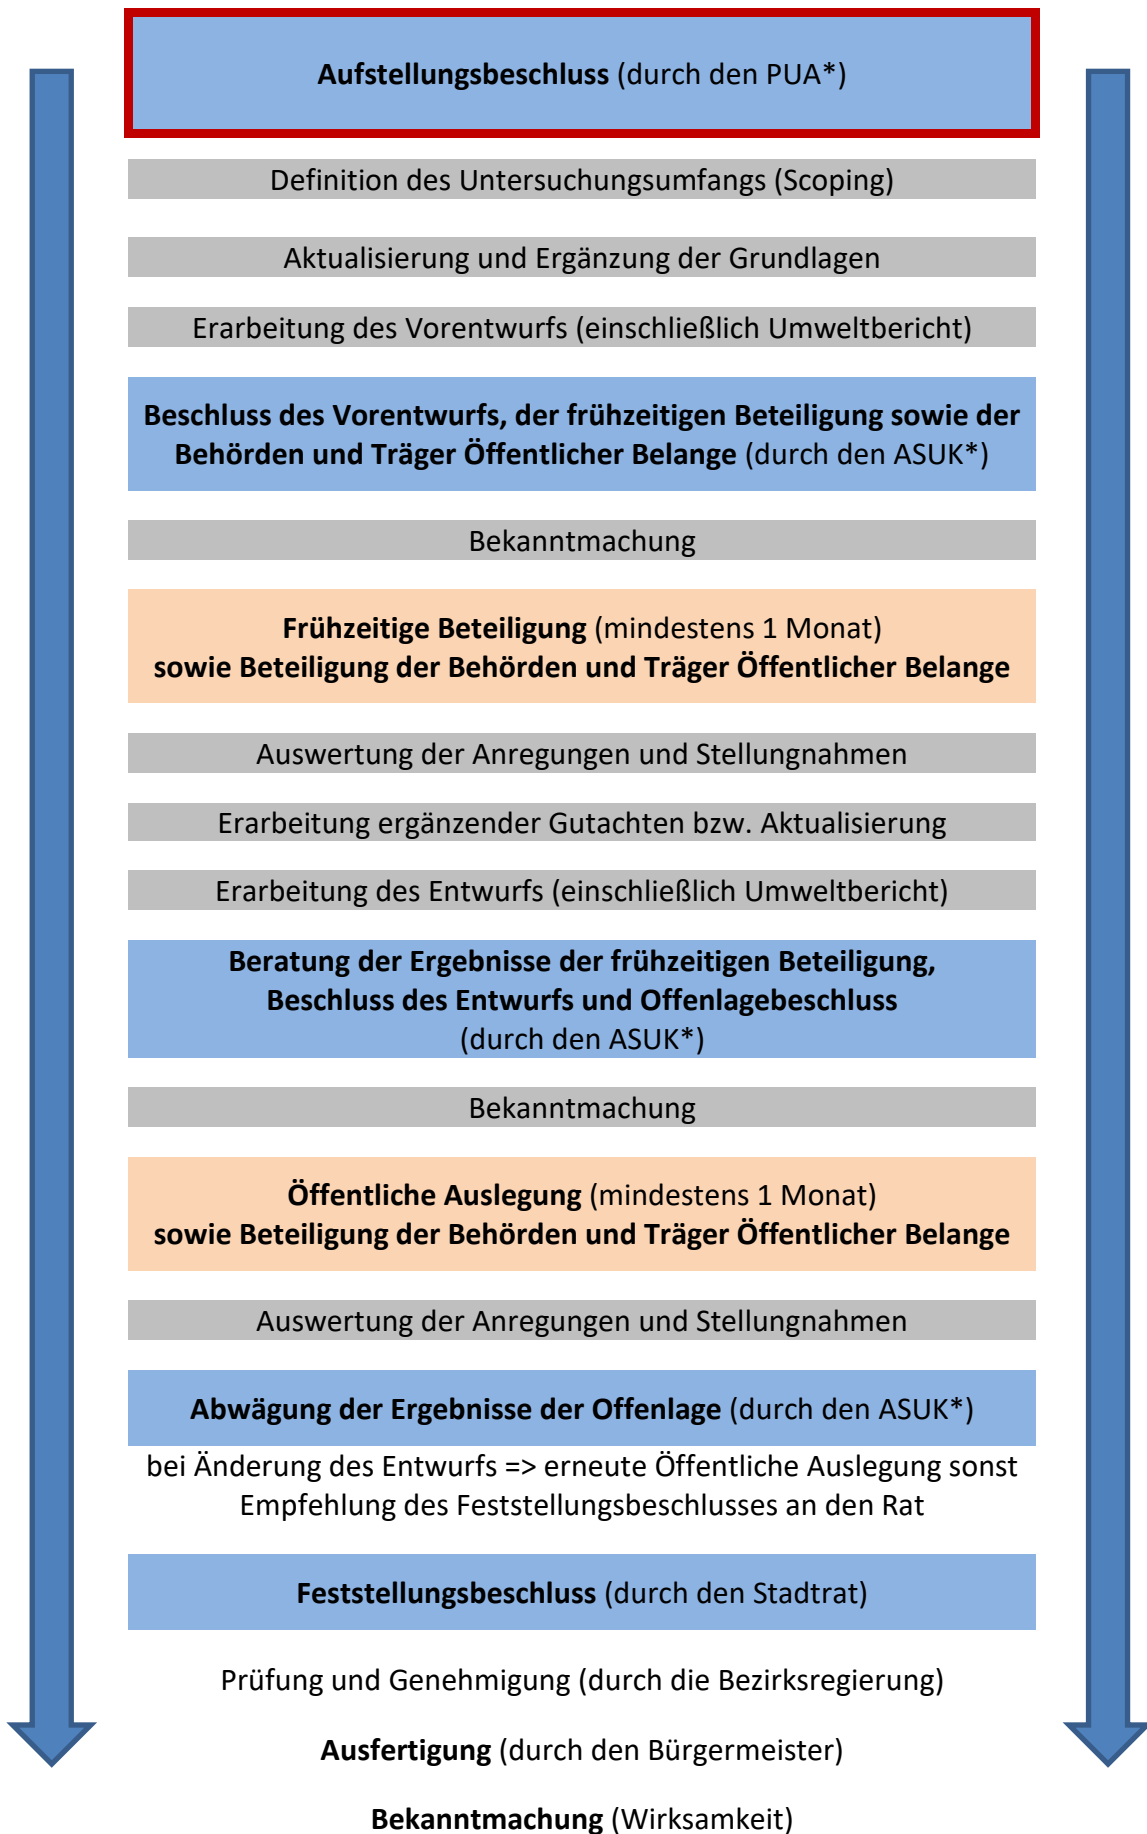 Aufstellungsbeschluss (durch den PUA*)
Definition des Untersuchungsumfangs (Scoping)
Aktualisierung und Ergänzung der Grundlagen
Erarbeitung des Vorentwurfs (einschließlich Umweltbericht)
Beschluss des Vorentwurfs, der frühzeitigen Beteiligung sowie der
Behörden und Träger Öffentlicher Belange (durch den ASUK*)
Bekanntmachung
Frühzeitige Beteiligung (mindestens 1 Monat)
sowie Beteiligung der Behörden und Träger Öffentlicher Belange
Auswertung der Anregungen und Stellungnahmen
Erarbeitung ergänzender Gutachten bzw. Aktualisierung
Erarbeitung des Entwurfs (einschließlich Umweltbericht)
Beratung der Ergebnisse der frühzeitigen Beteiligung,
Beschluss des Entwurfs und Offenlagebeschluss
(durch den ASUK*)
Bekanntmachung
Öffentliche Auslegung (mindestens 1 Monat)
sowie Beteiligung der Behörden und Träger Öffentlicher Belange
Auswertung der Anregungen und Stellungnahmen
Abwägung der Ergebnisse der Offenlage (durch den ASUK*)
bei Änderung des Entwurfs => erneute Öffentliche Auslegung sonst
Empfehlung des Feststellungsbeschlusses an den Rat
Feststellungsbeschluss (durch den Stadtrat)
Prüfung und Genehmigung (durch die Bezirksregierung)
Ausfertigung (durch den Bürgermeister)
Bekanntmachung (Wirksamkeit)